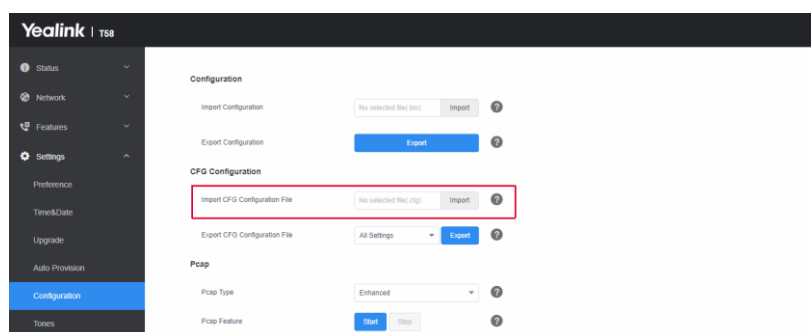 Yealink | T58
Status
Network
Features
Settings
Preference
Time&Date
Upgrade
Auto Provision
Configuration
Tones
Configuration
Import Configuration No selected file(.bin) Import
Export Configuration Export
CFG Configuration
Import CFG Configuration File No selected file(.cfg) Import
Export CFG Configuration File All Settings Export
Pcap
Pcap Type Enhanced
Pcap Feature Start Stop